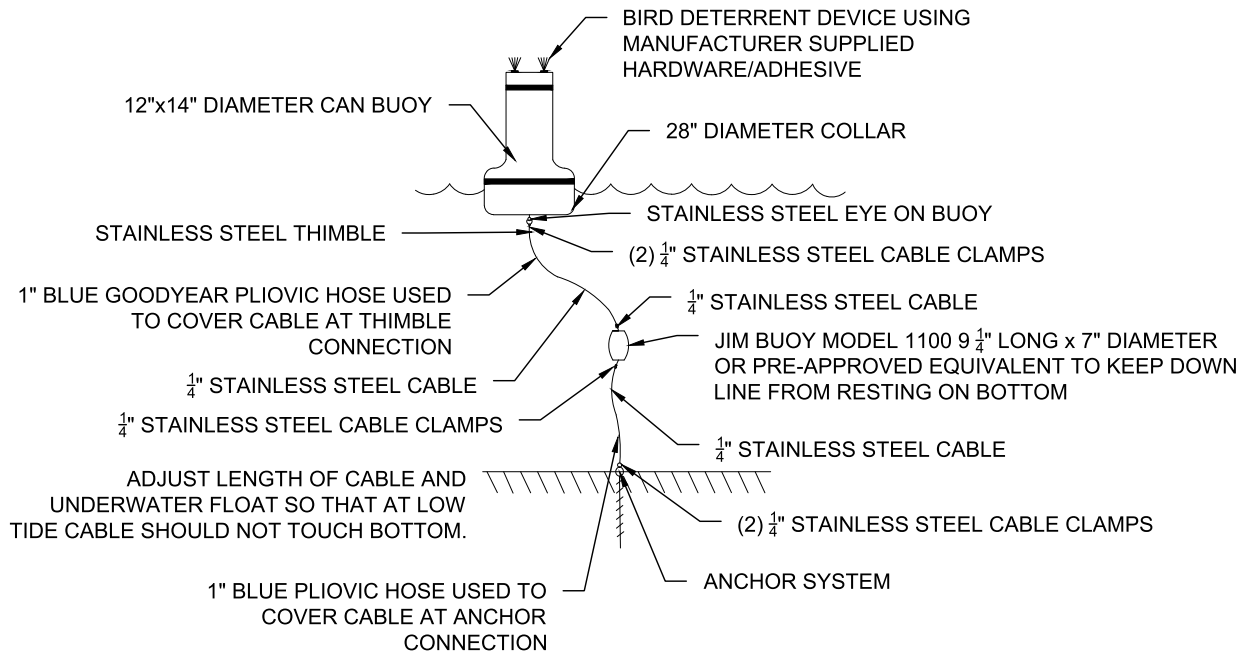 BIRD DETERRENT DEVICE USING
MANUFACTURER SUPPLIED
HARDWARE/ADHESIVE
12"x14" DIAMETER CAN BUOY
28" DIAMETER COLLAR
STAINLESS STEEL EYE ON BUOY
STAINLESS STEEL THIMBLE
(2) 1/4" STAINLESS STEEL CABLE CLAMPS
1" BLUE GOODYEAR PLIOVIC HOSE USED
TO COVER CABLE AT THIMBLE
CONNECTION
1/4" STAINLESS STEEL CABLE
JIM BUOY MODEL 1100 9 1/4" LONG x 7" DIAMETER
OR PRE-APPROVED EQUIVALENT TO KEEP DOWN
LINE FROM RESTING ON BOTTOM
1/4" STAINLESS STEEL CABLE
1/4" STAINLESS STEEL CABLE CLAMPS
1/4" STAINLESS STEEL CABLE
ADJUST LENGTH OF CABLE AND
UNDERWATER FLOAT SO THAT AT LOW
TIDE CABLE SHOULD NOT TOUCH BOTTOM.
(2) 1/4" STAINLESS STEEL CABLE CLAMPS
ANCHOR SYSTEM
1" BLUE PLIOVIC HOSE USED TO
COVER CABLE AT ANCHOR
CONNECTION